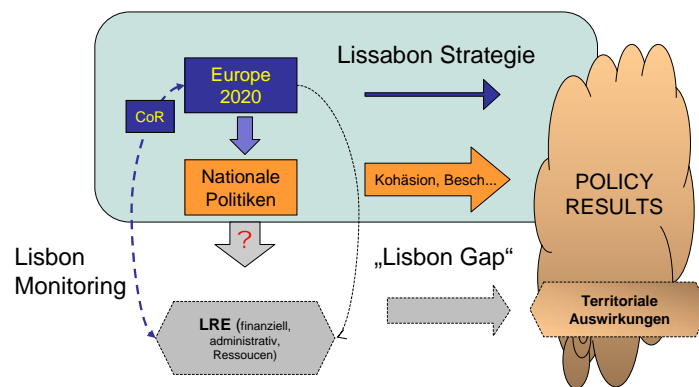 Lissabon Strategie
Europe
2020
CoR
Nationale
Politiken
Kohäsion, Besch...
POLICY
RESULTS
?
Lisbon
Monitoring
„Lisbon Gap“
LRE (finanziell,
administrativ,
Ressoucen)
Territoriale
Auswirkungen